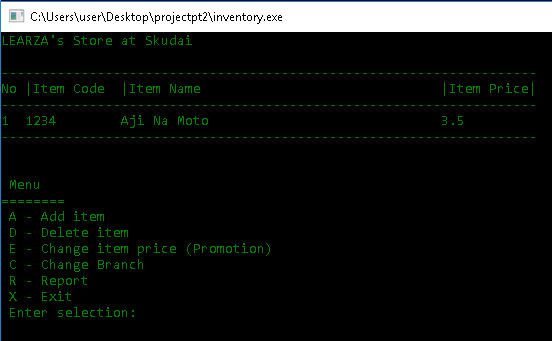 C:\Users\user\Desktop\projectpt2\inventory.exe
LEARZA's Store at Skudai
-------------------------------------------------------------------
No |Item Code  |Item Name                              |Item Price|
-------------------------------------------------------------------
1  1234        Aji Na Moto                             3.5
-------------------------------------------------------------------
Menu
========
A - Add item
D - Delete item
E - Change item price (Promotion)
C - Change Branch
R - Report
X - Exit
Enter selection: